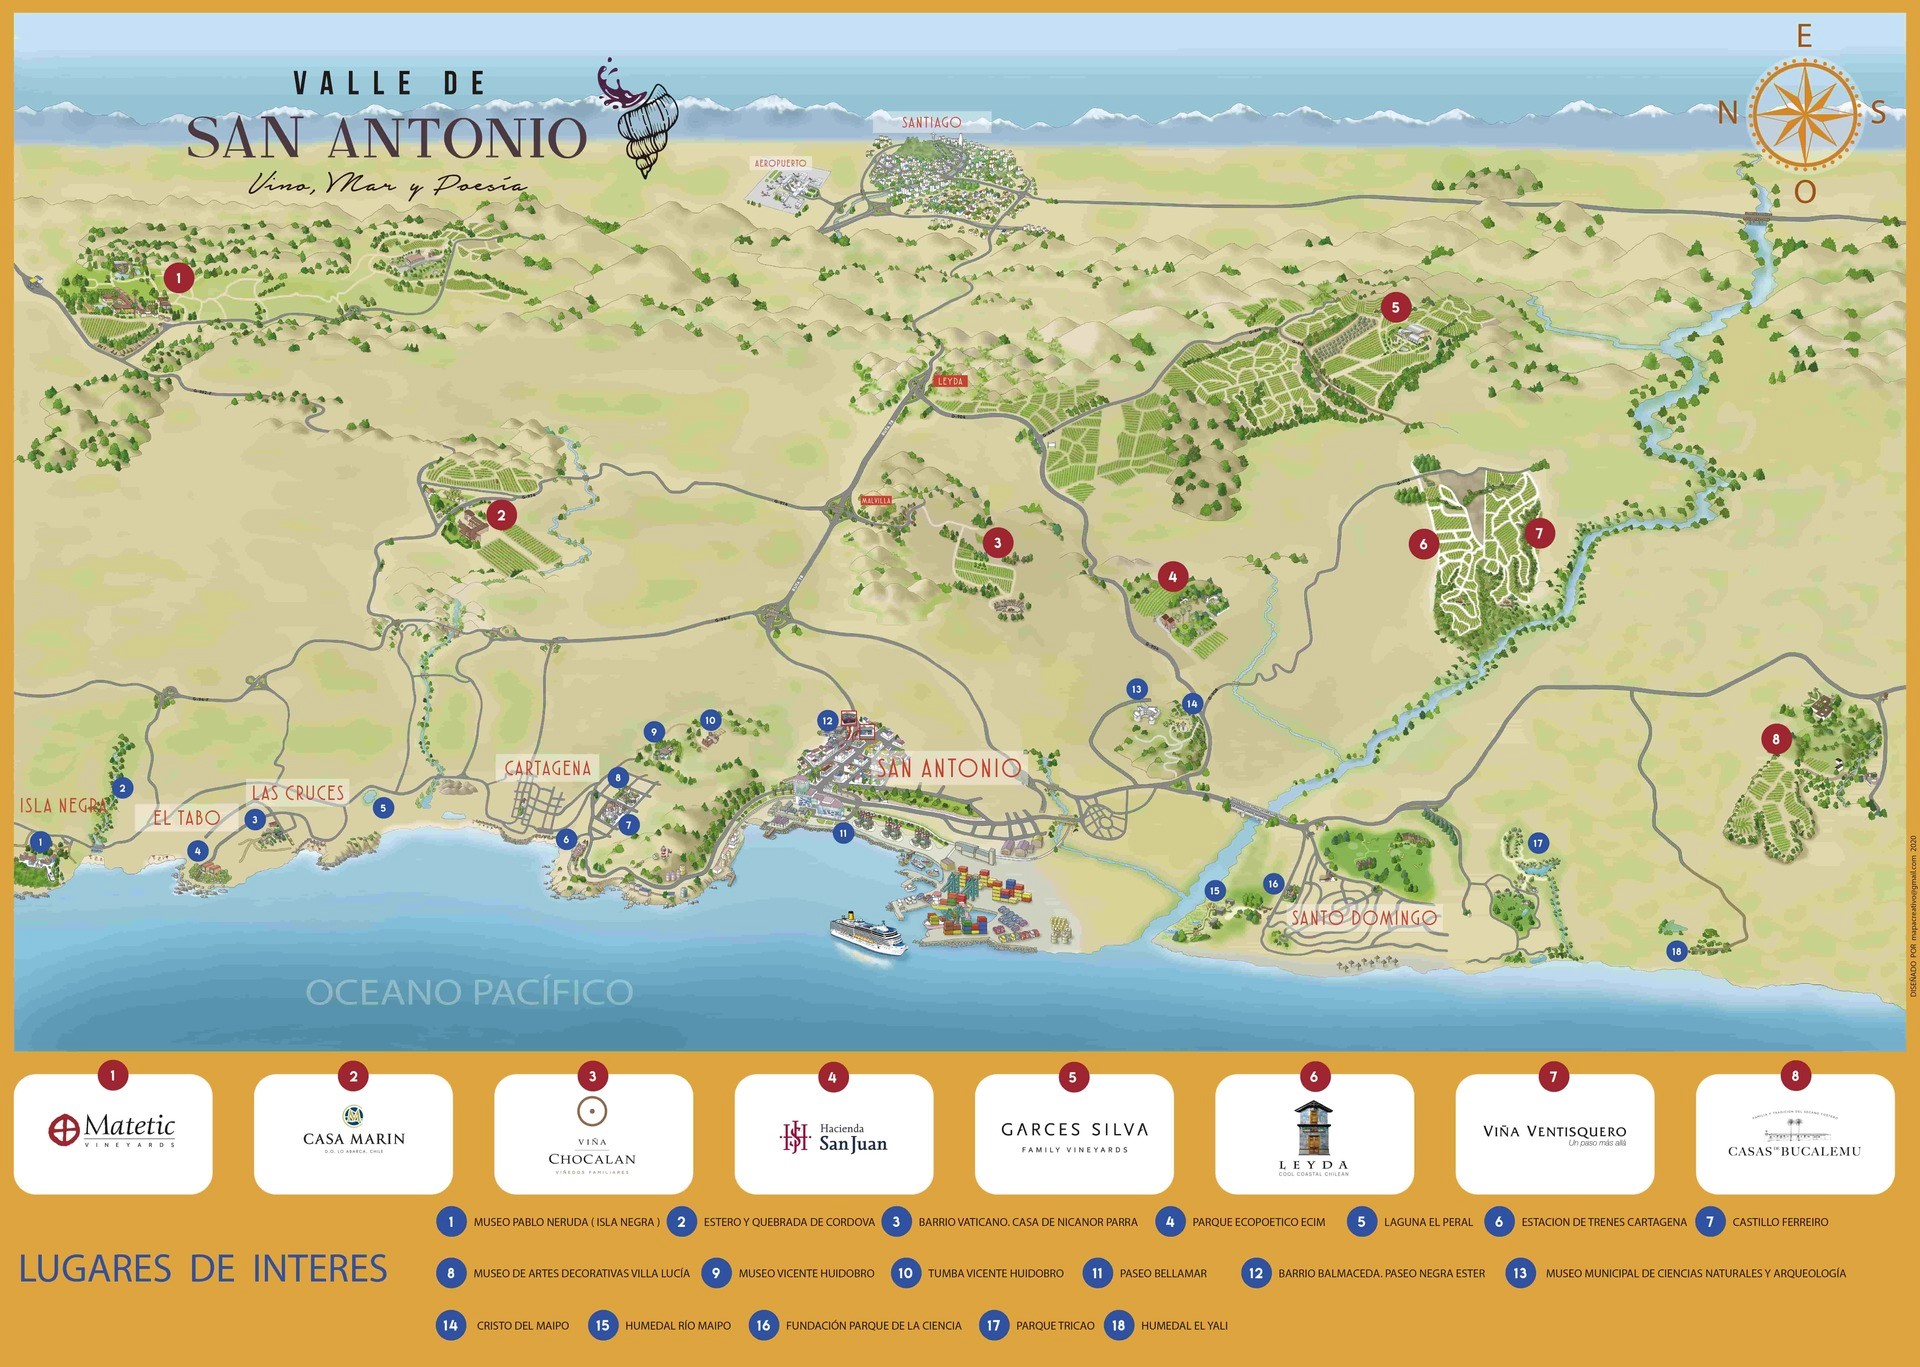 VALLE DE
SAN ANTONIO
Vino, Mar y Poesía
E
N
S
O
SANTIAGO
AEROPUERTO
1
5
LEYDA
MALVILLA
2
3
6
7
4
13
14
8
12
10
9
8
SAN ANTONIO
CARTAGENA
2
ISLA NEGRA
EL TABO
LAS CRUCES
5
3
4
1
6
7
11
15
16
SANTO DOMINGO
17
18
OCEANO PACÍFICO
DISEÑADO POR mapacreativo@gmail.com 2020
1
Matetic
VINEYARDS
2
CASA MARIN
D.O. LO ABARCA, CHILE
3
VIÑA
CHOCALAN
VIÑEDOS FAMILIARES
4
Hacienda
San Juan
5
GARCES SILVA
FAMILY VINEYARDS
6
LEYDA
COOL COASTAL CHILEAN
7
VIÑA VENTISQUERO
Un paso más allá
8
CASAS DE BUCALEMU
LUGARES DE INTERES
1 MUSEO PABLO NERUDA ( ISLA NEGRA ) 2 ESTERO Y QUEBRADA DE CORDOVA 3 BARRIO VATICANO. CASA DE NICANOR PARRA 4 PARQUE ECOPOETICO ECIM 5 LAGUNA EL PERAL 6 ESTACION DE TRENES CARTAGENA 7 CASTILLO FERREIRO
8 MUSEO DE ARTES DECORATIVAS VILLA LUCÍA 9 MUSEO VICENTE HUIDOBRO 10 TUMBA VICENTE HUIDOBRO 11 PASEO BELLAMAR 12 BARRIO BALMACEDA. PASEO NEGRA ESTER 13 MUSEO MUNICIPAL DE CIENCIAS NATURALES Y ARQUEOLOGÍA
14 CRISTO DEL MAIPO 15 HUMEDAL RÍO MAIPO 16 FUNDACIÓN PARQUE DE LA CIENCIA 17 PARQUE TRICAO 18 HUMEDAL EL YALI